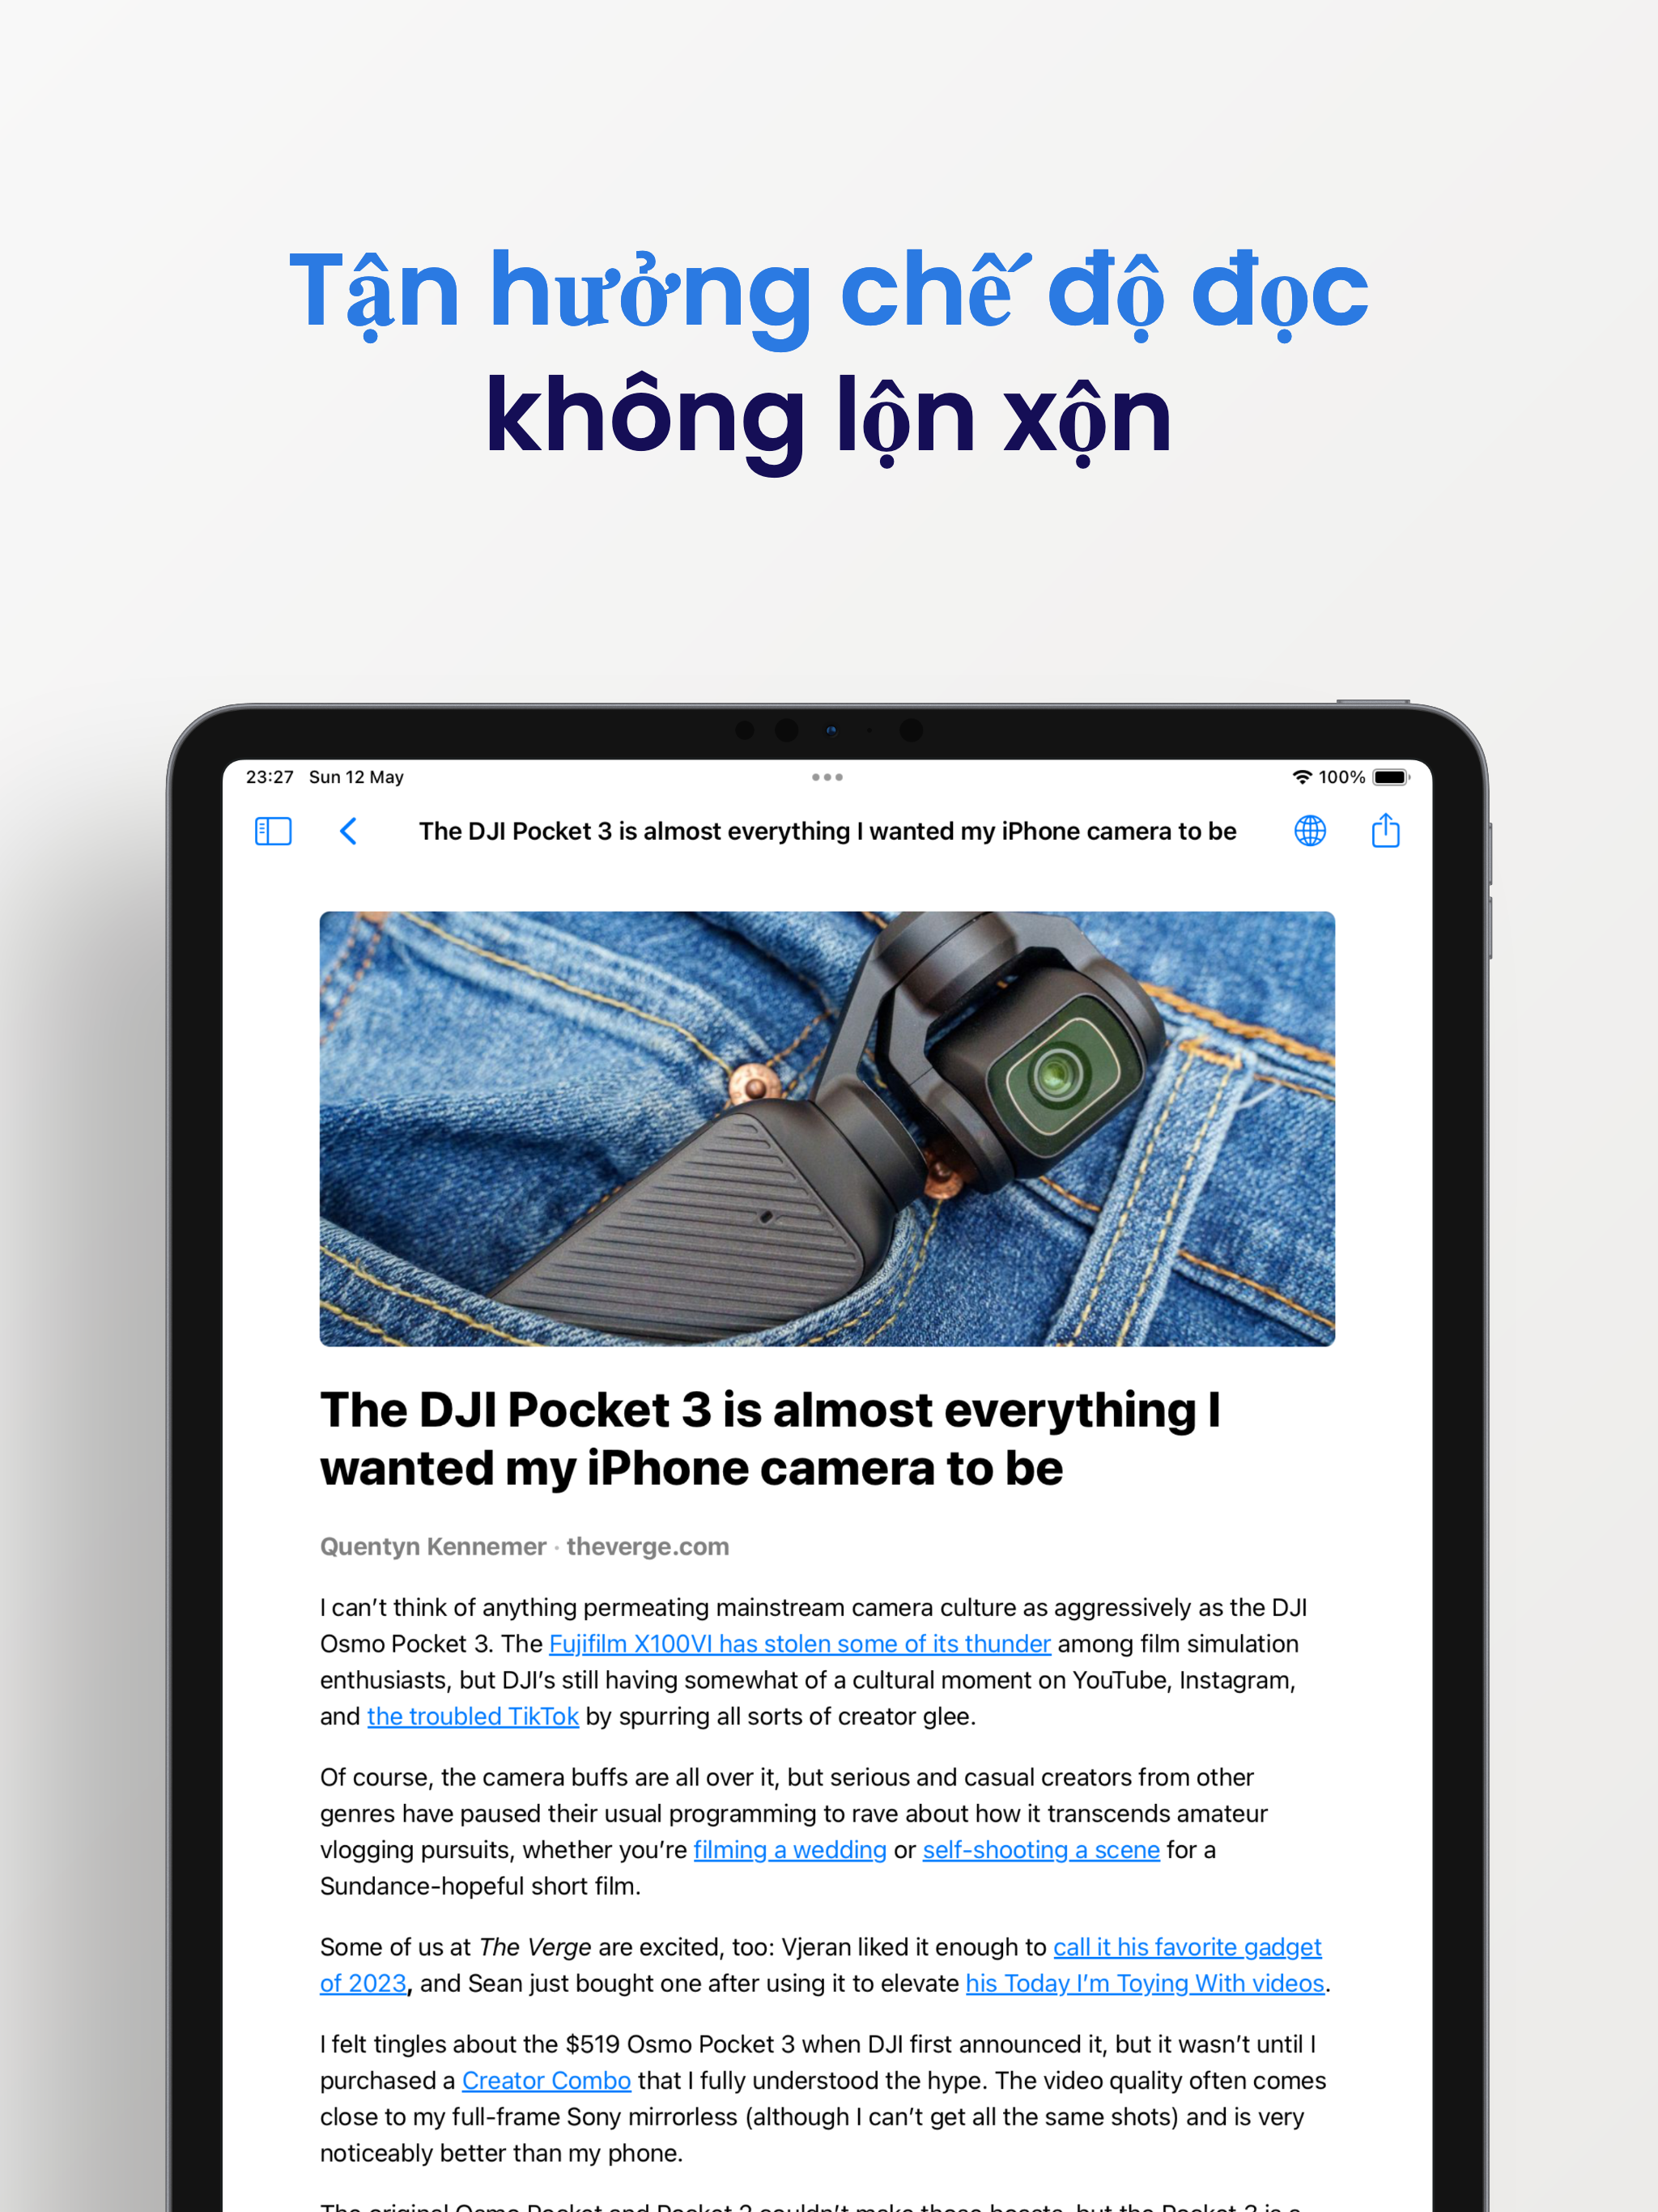 Tận hưởng chế độ đọc
không lộn xộn
23:27 Sun 12 May
100%
The DJI Pocket 3 is almost everything I wanted my iPhone camera to be
The DJI Pocket 3 is almost everything I
wanted my iPhone camera to be
Quentyn Kennemer · theverge.com
I can’t think of anything permeating mainstream camera culture as aggressively as the DJI
Osmo Pocket 3. The Fujifilm X100VI has stolen some of its thunder among film simulation
enthusiasts, but DJI’s still having somewhat of a cultural moment on YouTube, Instagram,
and the troubled TikTok by spurring all sorts of creator glee.
Of course, the camera buffs are all over it, but serious and casual creators from other
genres have paused their usual programming to rave about how it transcends amateur
vlogging pursuits, whether you’re filming a wedding or self-shooting a scene for a
Sundance-hopeful short film.
Some of us at The Verge are excited, too: Vjeran liked it enough to call it his favorite gadget
of 2023, and Sean just bought one after using it to elevate his Today I’m Toying With videos.
I felt tingles about the $519 Osmo Pocket 3 when DJI first announced it, but it wasn’t until I
purchased a Creator Combo that I fully understood the hype. The video quality often comes
close to my full-frame Sony mirrorless (although I can’t get all the same shots) and is very
noticeably better than my phone.